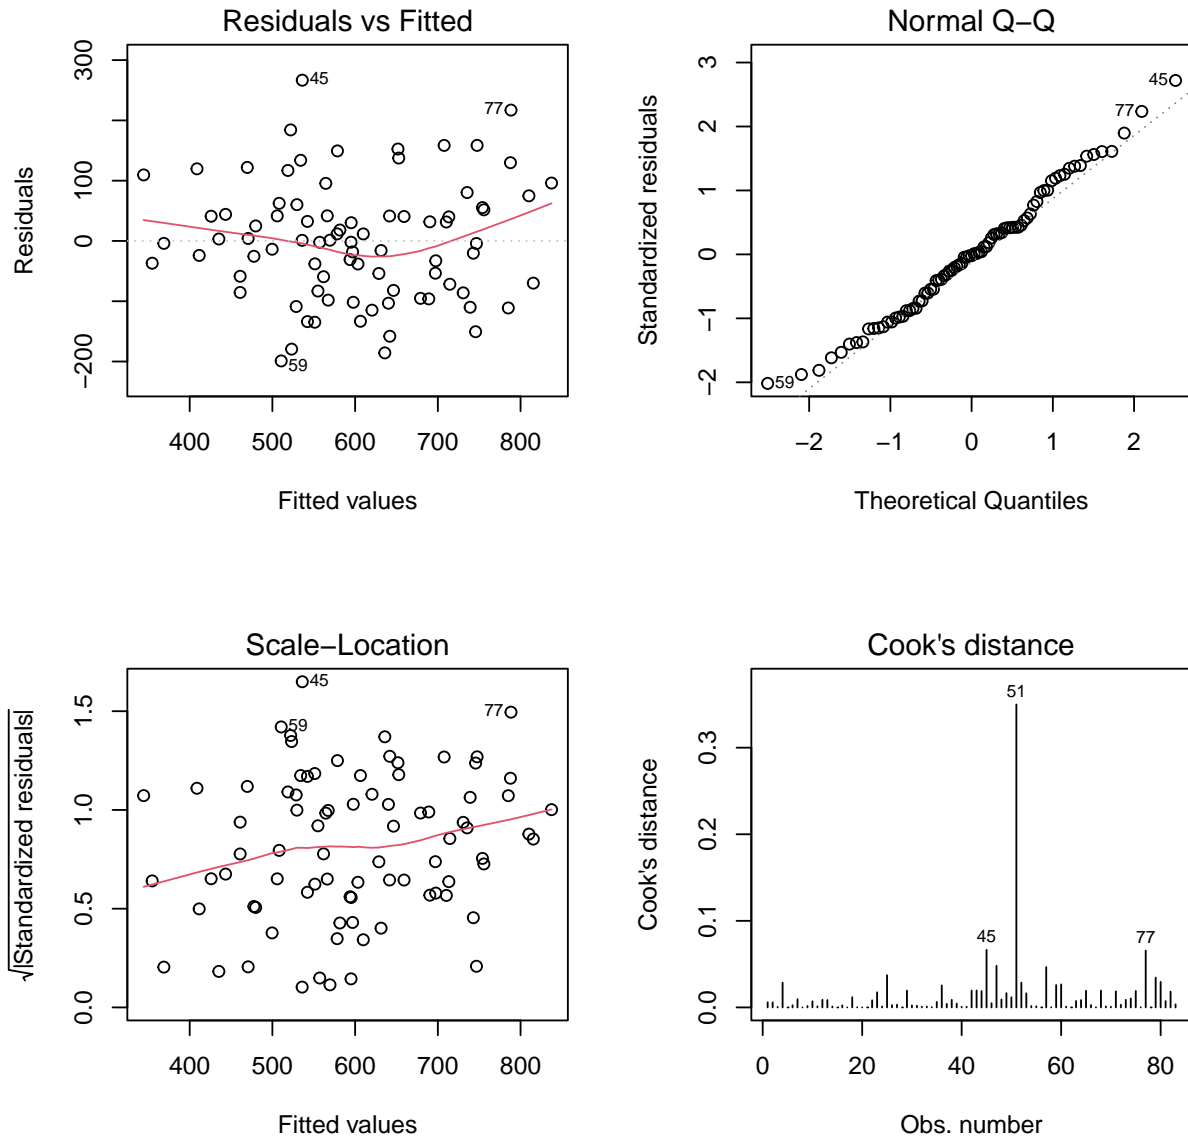 Residuals vs Fitted
300
100
0
−200
Residuals
45
77
59
400 500 600 700 800
Fitted values
Normal Q−Q
3
2
1
0
−1
−2
Standardized residuals
45
77
59
−2 −1 0 1 2
Theoretical Quantiles
Scale−Location
1.5
1.0
0.5
0.0
√|Standardized residuals|
45
77
59
400 500 600 700 800
Fitted values
Cook's distance
0.3
0.2
0.1
0.0
Cook's distance
51
45
77
0 20 40 60 80
Obs. number